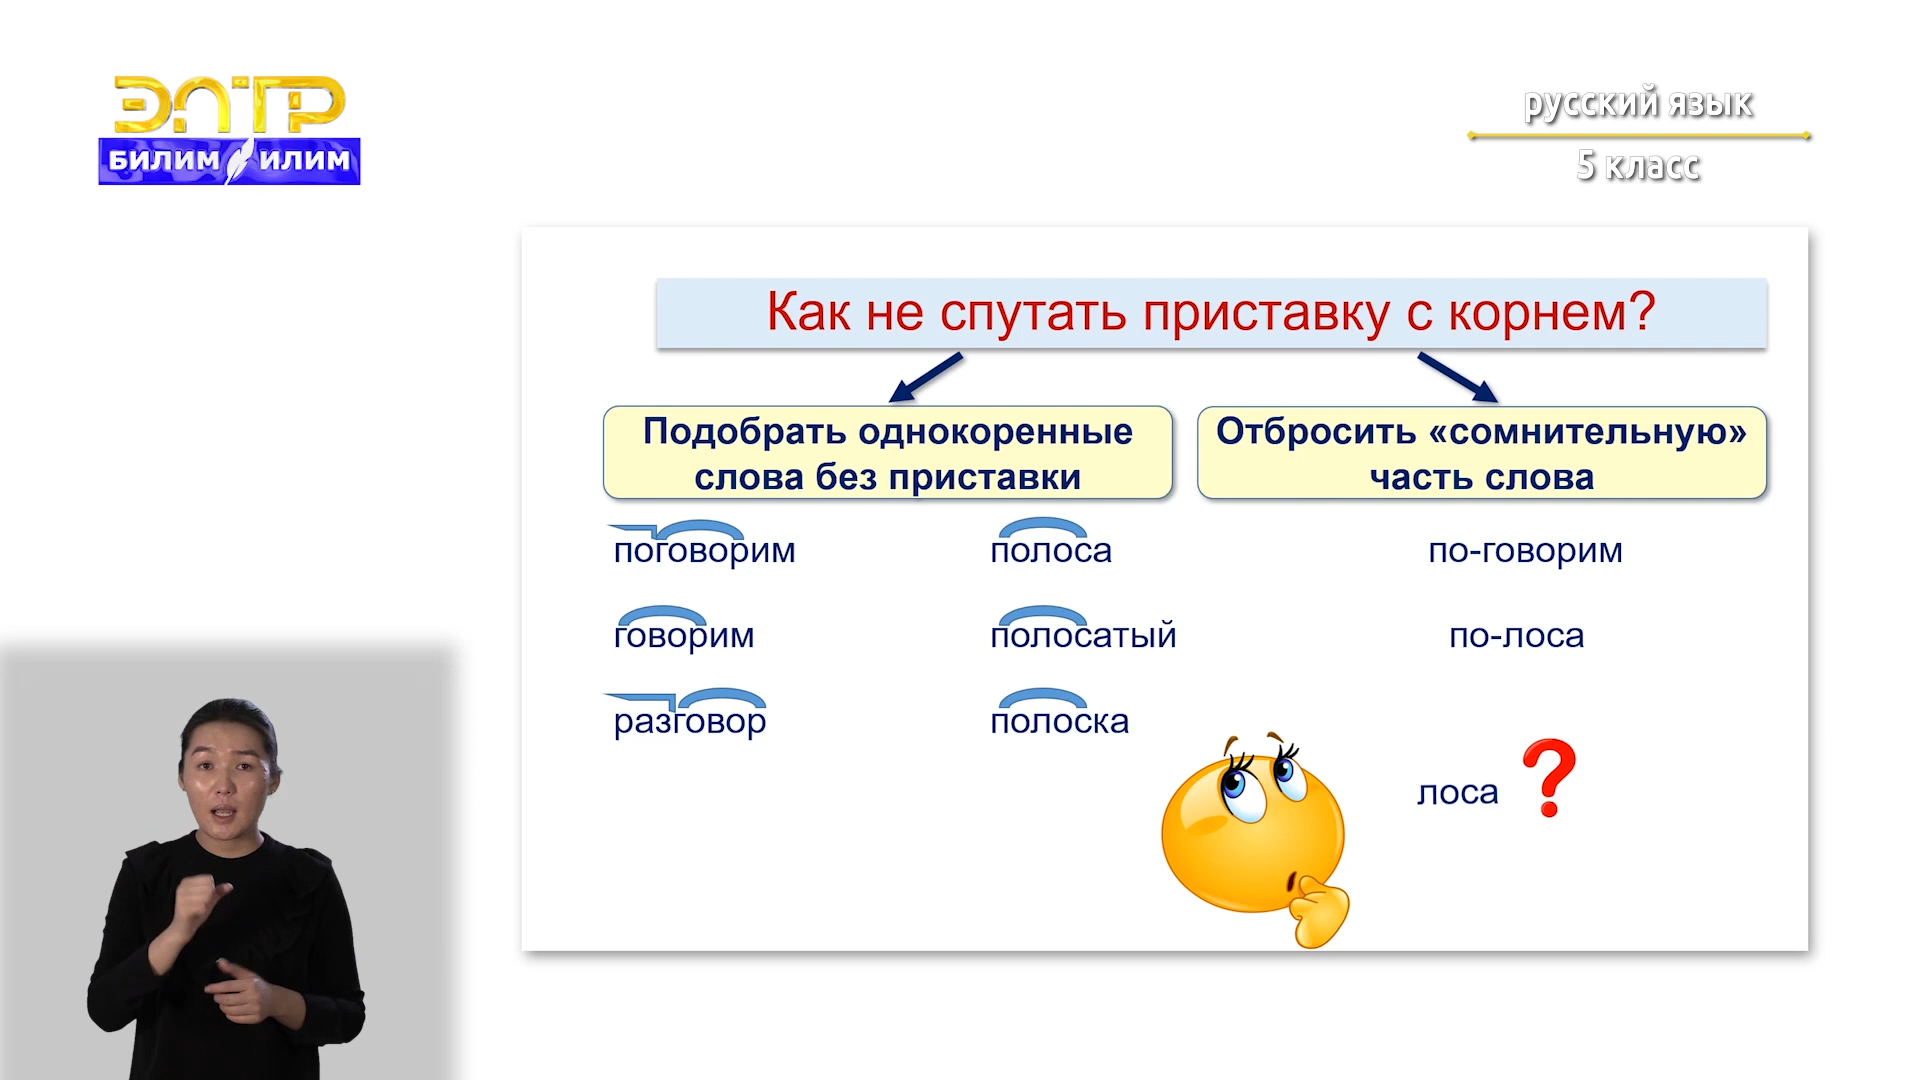 ЭЛТР
БИЛИМ ИЛИМ
русский язык
5 класс
Как не спутать приставку с корнем?
Подобрать однокоренные
слова без приставки
Отбросить «сомнительную»
часть слова
поговорим
полоса
по-говорим
говорим
полосатый
по-лоса
разговор
полоска
лоса ?